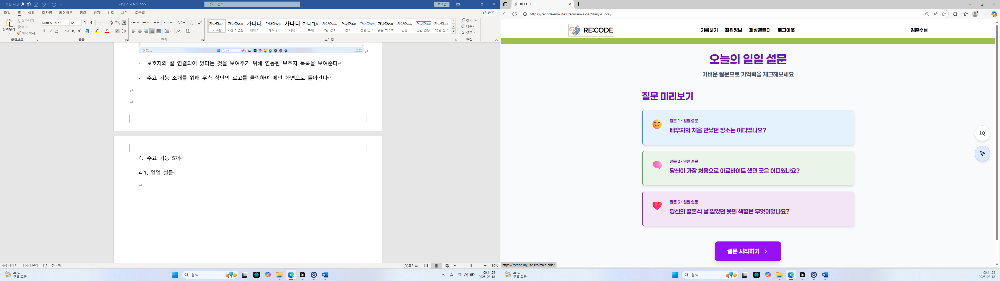 자동 저장
시연 시나리오.docx
검색
로그인
파일 홈 삽입 디자인 레이아웃 참조 편지 검토 보기 도움말
공유
붙여넣기
잘라내기
복사
서식 복사
클립보드
Noto Sans KR 12
글꼴
단락
가나다AaE 가나다AaE 가나다, 가나다AaE 가나디 가나다A 가나다Aa 가나다Aa 가나다Aa 가나다Aa 가나다Aa 가나다Aa 가나다AaE
표준 간격 없음 제목 1 제목 2 제목 부제 약한 강조 강조 강한 강조 굵은 텍스트 인용 강한 인용 약한 참조
스타일
찾기
바꾸기
선택
편집
- 보호자와 잘 연결되어 있다는 것을 보여주기 위해 연동된 보호자 목록을 보여준다
- 주요 기능 소개를 위해 우측 상단의 로고를 클릭하여 메인 화면으로 돌아간다
4. 주요 기능 5개
4-1. 일일 설문
4/4 페이지 114개 단어 한국어
포커스
130%
26°C
구름 조금
검색
00:41:55
2025-08-18
RE:CODE
https://recode-my-life.site/main-elder/daily-survey
RE:CODE
기록하기 회원정보 회상캘린더 로그아웃
김준수님
오늘의 일일 설문
가벼운 질문으로 기억력을 체크해보세요
질문 미리보기
질문 1 • 일일 설문
배우자와 처음 만났던 장소는 어디였나요?
질문 2 • 일일 설문
당신이 가장 처음으로 아르바이트 했던 곳은 어디였나요?
질문 3 • 일일 설문
당신의 결혼식 날 입었던 옷의 색깔은 무엇이었나요?
설문 시작하기
https://recode-my-life.site/main-elder
26°C
구름 조금
검색
00:41:55
2025-08-18